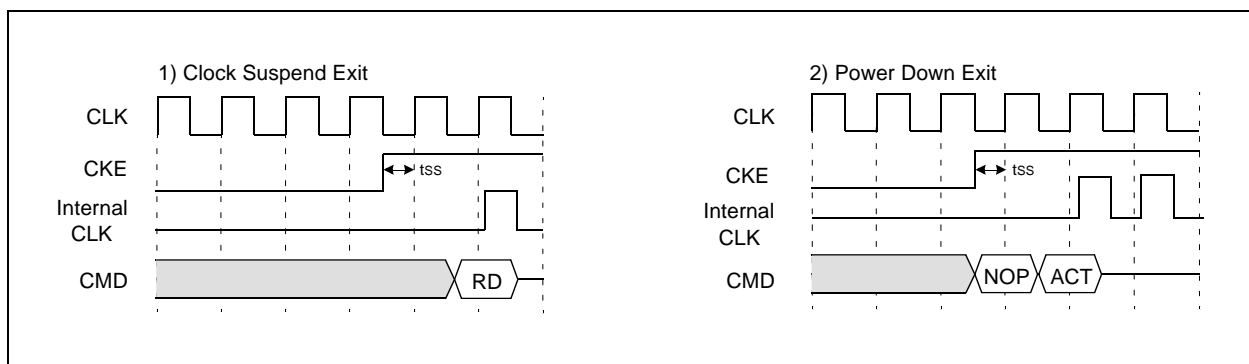 1) Clock Suspend Exit
CLK
CKE
tSS
Internal
CLK
CMD
RD
2) Power Down Exit
CLK
CKE
tSS
Internal
CLK
CMD
NOP
ACT